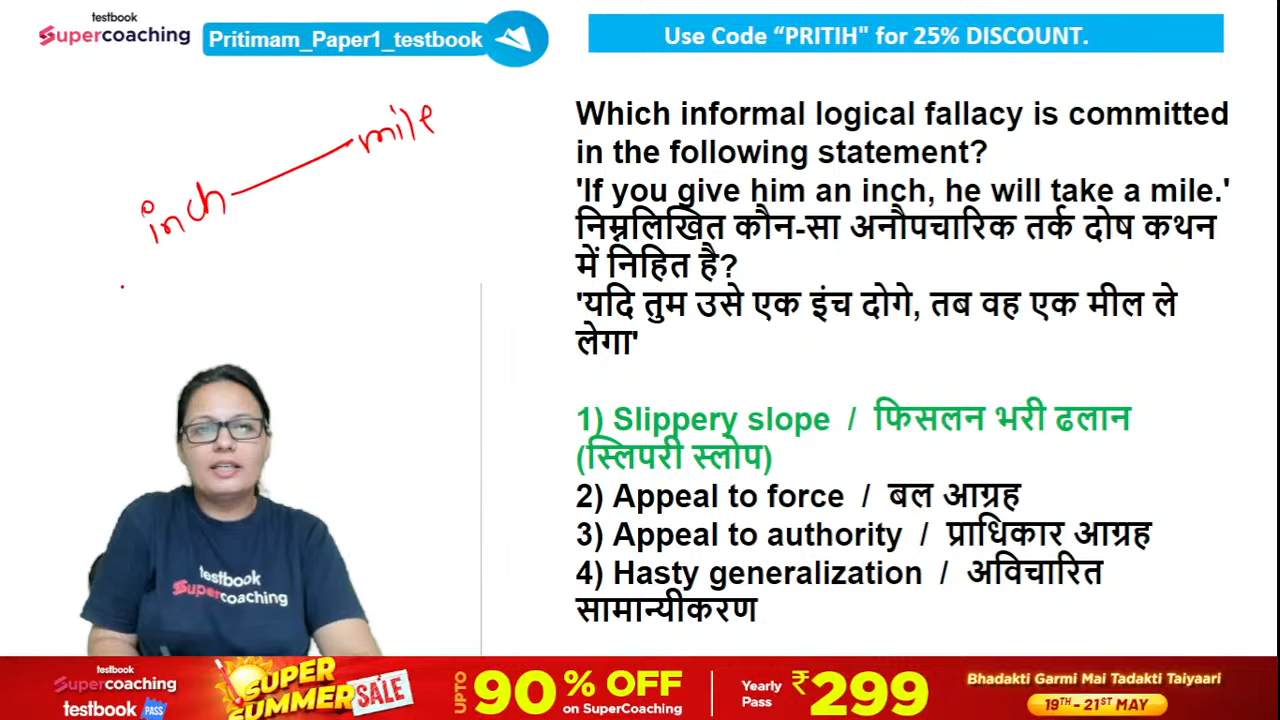 testbook
Supercoaching
Pritimam_Paper1_testbook
Use Code “PRITIH" for 25% DISCOUNT.
inch
mile
Which informal logical fallacy is committed
in the following statement?
'If you give him an inch, he will take a mile.'
निम्नलिखित कौन-सा अनौपचारिक तर्क दोष कथन
में निहित है?
'यदि तुम उसे एक इंच दोगे, तब वह एक मील ले
लेगा'
1) Slippery slope / फिसलन भरी ढलान
(स्लिपरी स्लोप)
2) Appeal to force / बल आग्रह
3) Appeal to authority / प्राधिकार आग्रह
4) Hasty generalization / अविचारित
सामान्यीकरण
testbook
Supercoaching
testbook
Supercoaching
testbook PASS
SUPER
SUMMER SALE
UPTO 90% OFF
on SuperCoaching
Yearly
Pass ₹299
Bhadakti Garmi Mai Tadakti Taiyaari
19TH - 21ST MAY